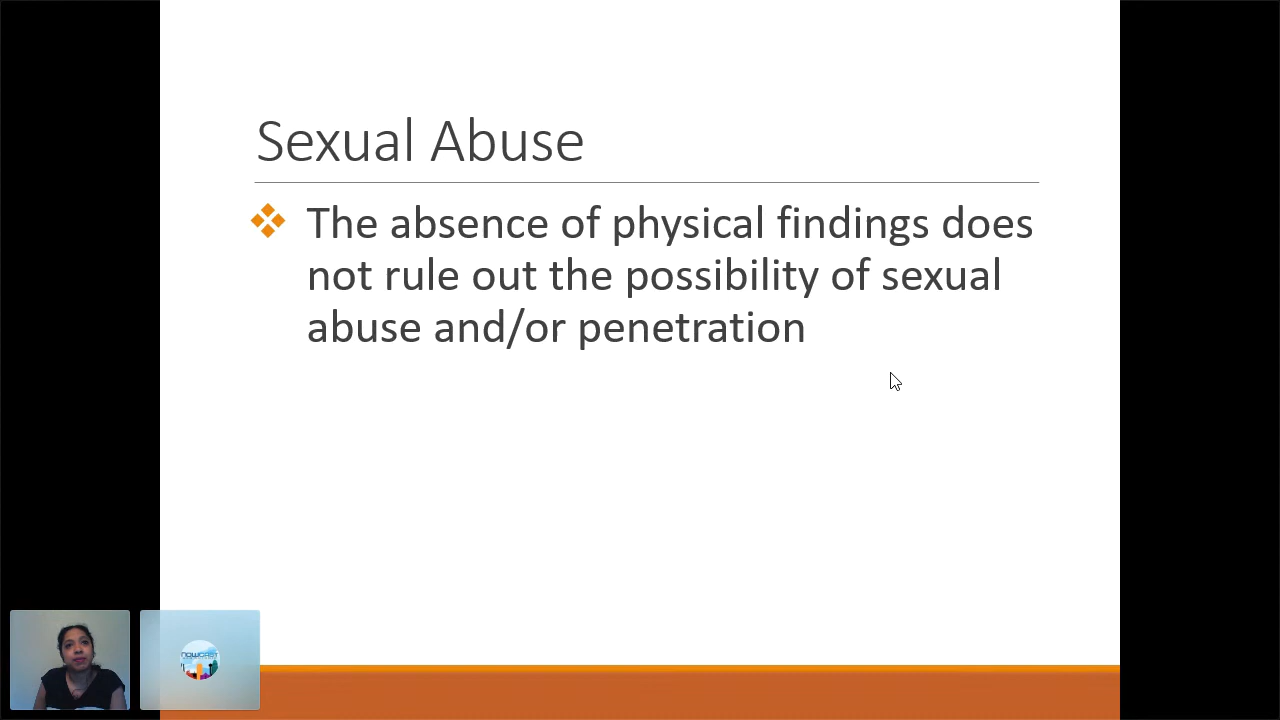 Sexual Abuse
The absence of physical findings does
not rule out the possibility of sexual
abuse and/or penetration
NOWCAST